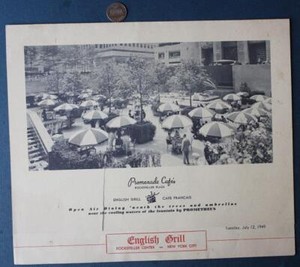 Promenade Cafés
ROCKEFELLER PLAZA
ENGLISH GRILL CAFE FRANCAIS
Open Air Dining 'neath the trees and umbrellas
near the cooling waters of the fountain by PROMETHEUS
Tuesday, July 12, 1949
English Grill
ROCKEFELLER CENTER — NEW YORK CITY